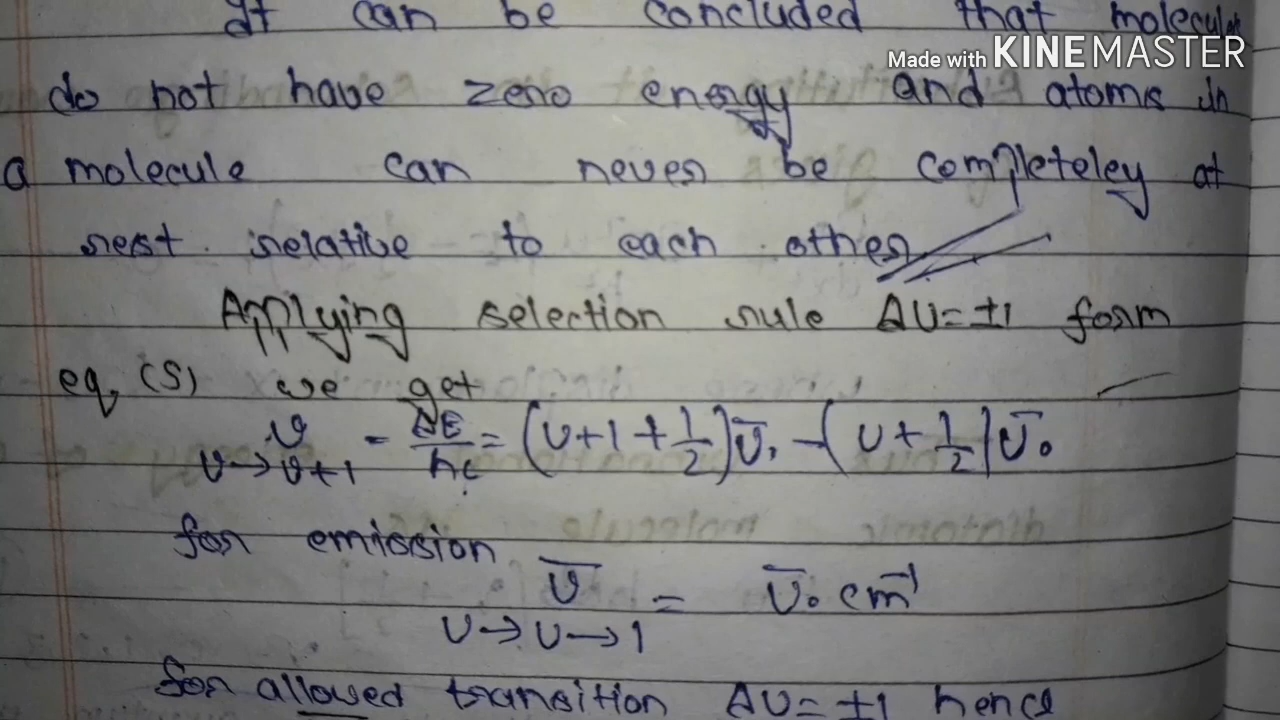 It can be concluded that molecular
Made with KINEMASTER
do not have zero energy and atoms in
a molecule can never be completeley at
rest relative to each other
Applying selection rule ΔU=±1 form
eq. (5) we get
ν̄ = ΔE/hc = (υ+1+1/2)ῡ₀ - (υ+1/2)ῡ₀
υ→υ+1
for emission
ῡ = ῡ₀ cm⁻¹
υ→υ→1
for allowed transition ΔU=±1 hence